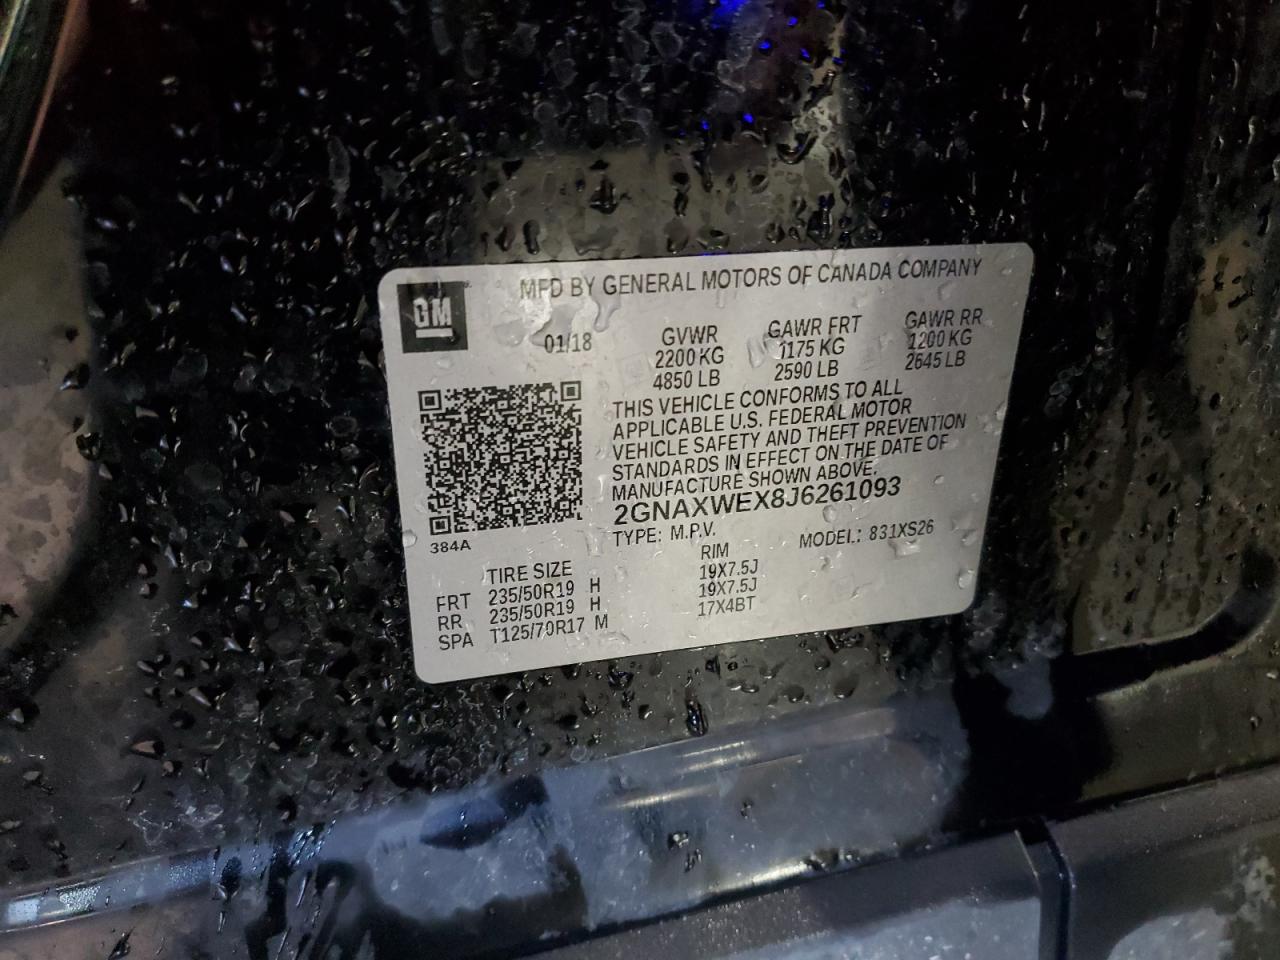 GM
MFD BY GENERAL MOTORS OF CANADA COMPANY
01/18
GVWR GAWR FRT GAWR RR
2200 KG 1175 KG 1200 KG
4850 LB 2590 LB 2645 LB
THIS VEHICLE CONFORMS TO ALL
APPLICABLE U.S. FEDERAL MOTOR
VEHICLE SAFETY AND THEFT PREVENTION
STANDARDS IN EFFECT ON THE DATE OF
MANUFACTURE SHOWN ABOVE.
2GNAXWEX8J6261093
TYPE: M.P.V. MODEL: 831XS26
384A
TIRE SIZE RIM
FRT 235/50R19 H 19X7.5J
RR 235/50R19 H 19X7.5J
SPA T125/70R17 M 17X4BT